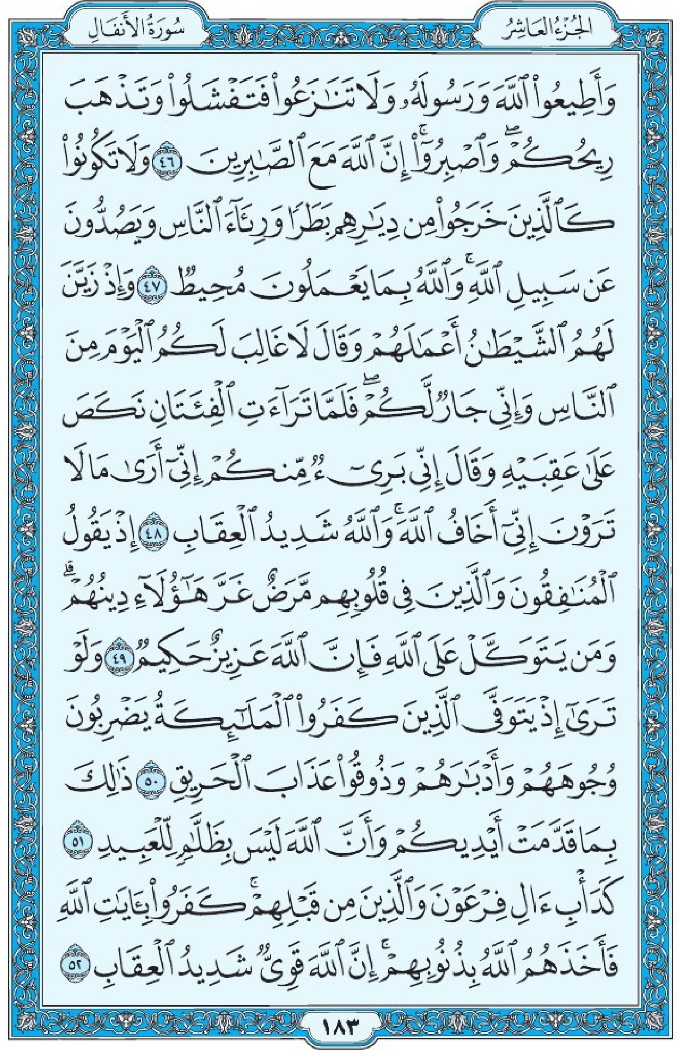 الجُزْءُ العَاشِرُ
سُورَةُ الأَنفَالِ
وَأَطِيعُوا۟ ٱللَّهَ وَرَسُولَهُۥ وَلَا تَنَٰزَعُوا۟ فَتَفْشَلُوا۟ وَتَذْهَبَ
رِيحُكُمْۖ وَٱصْبِرُوٓا۟ۚ إِنَّ ٱللَّهَ مَعَ ٱلصَّٰبِرِينَ ٤٦ وَلَا تَكُونُوا۟
كَٱلَّذِينَ خَرَجُوا۟ مِن دِيَٰرِهِم بَطَرًا وَرِئَآءَ ٱلنَّاسِ وَيَصُدُّونَ
عَن سَبِيلِ ٱللَّهِۚ وَٱللَّهُ بِمَا يَعْمَلُونَ مُحِيطٌ ٤٧ وَإِذْ زَيَّنَ
لَهُمُ ٱلشَّيْطَٰنُ أَعْمَٰلَهُمْ وَقَالَ لَا غَالِبَ لَكُمُ ٱلْيَوْمَ مِنَ
ٱلنَّاسِ وَإِنِّى جَارٌ لَّكُمْۖ فَلَمَّا تَرَآءَتِ ٱلْفِئَتَانِ نَكَصَ
عَلَىٰ عَقِبَيْهِ وَقَالَ إِنِّى بَرِىٓءٌ مِّنكُمْ إِنِّىٓ أَرَىٰ مَا لَا
تَرَوْنَ إِنِّىٓ أَخَافُ ٱللَّهَۚ وَٱللَّهُ شَدِيدُ ٱلْعِقَابِ ٤٨ إِذْ يَقُولُ
ٱلْمُنَٰفِقُونَ وَٱلَّذِينَ فِى قُلُوبِهِم مَّرَضٌ غَرَّ هَٰٓؤُلَآءِ دِينُهُمْۗ
وَمَن يَتَوَكَّلْ عَلَى ٱللَّهِ فَإِنَّ ٱللَّهَ عَزِيزٌ حَكِيمٌ ٤٩ وَلَوْ
تَرَىٰٓ إِذْ يَتَوَفَّى ٱلَّذِينَ كَفَرُوا۟ ٱلْمَلَٰٓئِكَةُ يَضْرِبُونَ
وُجُوهَهُمْ وَأَدْبَٰرَهُمْ وَذُوقُوا۟ عَذَابَ ٱلْحَرِيقِ ٥٠ ذَٰلِكَ
بِمَا قَدَّمَتْ أَيْدِيكُمْ وَأَنَّ ٱللَّهَ لَيْسَ بِظَلَّٰمٍ لِّلْعَبِيدِ ٥١
كَدَأْبِ ءَالِ فِرْعَوْنَ وَٱلَّذِينَ مِن قَبْلِهِمْۚ كَفَرُوا۟ بِـَٔايَٰتِ ٱللَّهِ
فَأَخَذَهُمُ ٱللَّهُ بِذُنُوبِهِمْۚ إِنَّ ٱللَّهَ قَوِىٌّ شَدِيدُ ٱلْعِقَابِ ٥٢
١٨٣